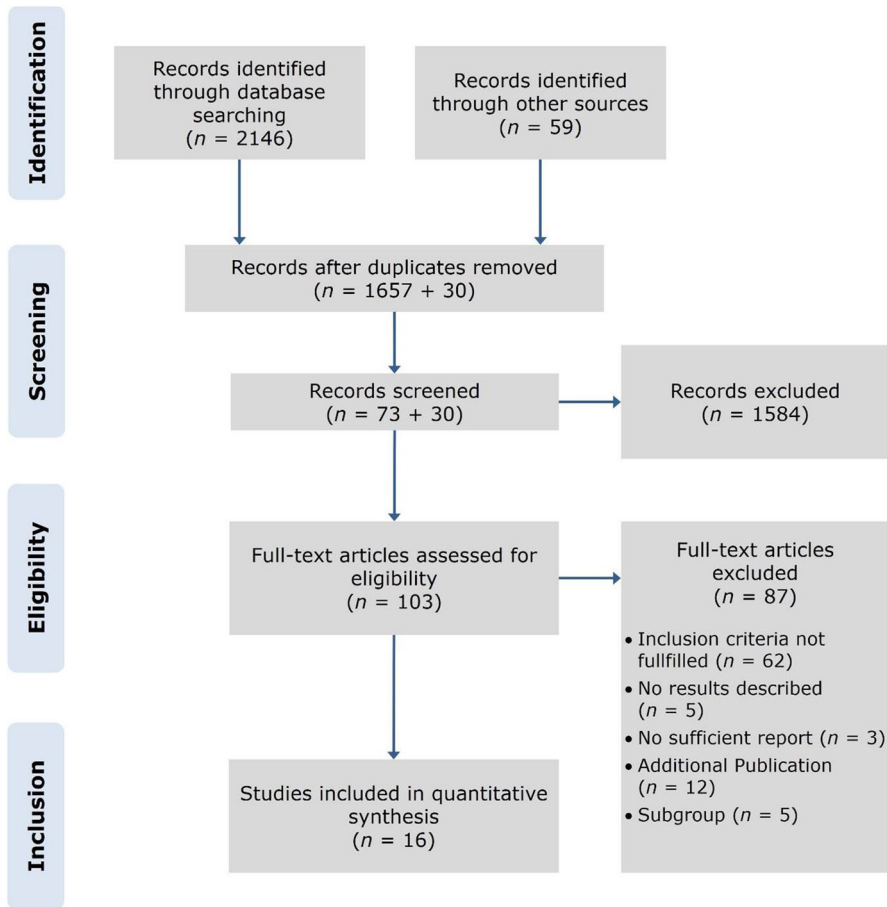 Identification
Records identified
through database
searching
(n = 2146)
Records identified
through other sources
(n = 59)
Screening
Records after duplicates removed
(n = 1657 + 30)
Records screened
(n = 73 + 30)
Records excluded
(n = 1584)
Eligibility
Full-text articles assessed for
eligibility
(n = 103)
Full-text articles
excluded
(n = 87)
• Inclusion criteria not
fullfilled (n = 62)
• No results described
(n = 5)
• No sufficient report (n = 3)
• Additional Publication
(n = 12)
• Subgroup (n = 5)
Inclusion
Studies included in quantitative
synthesis
(n = 16)